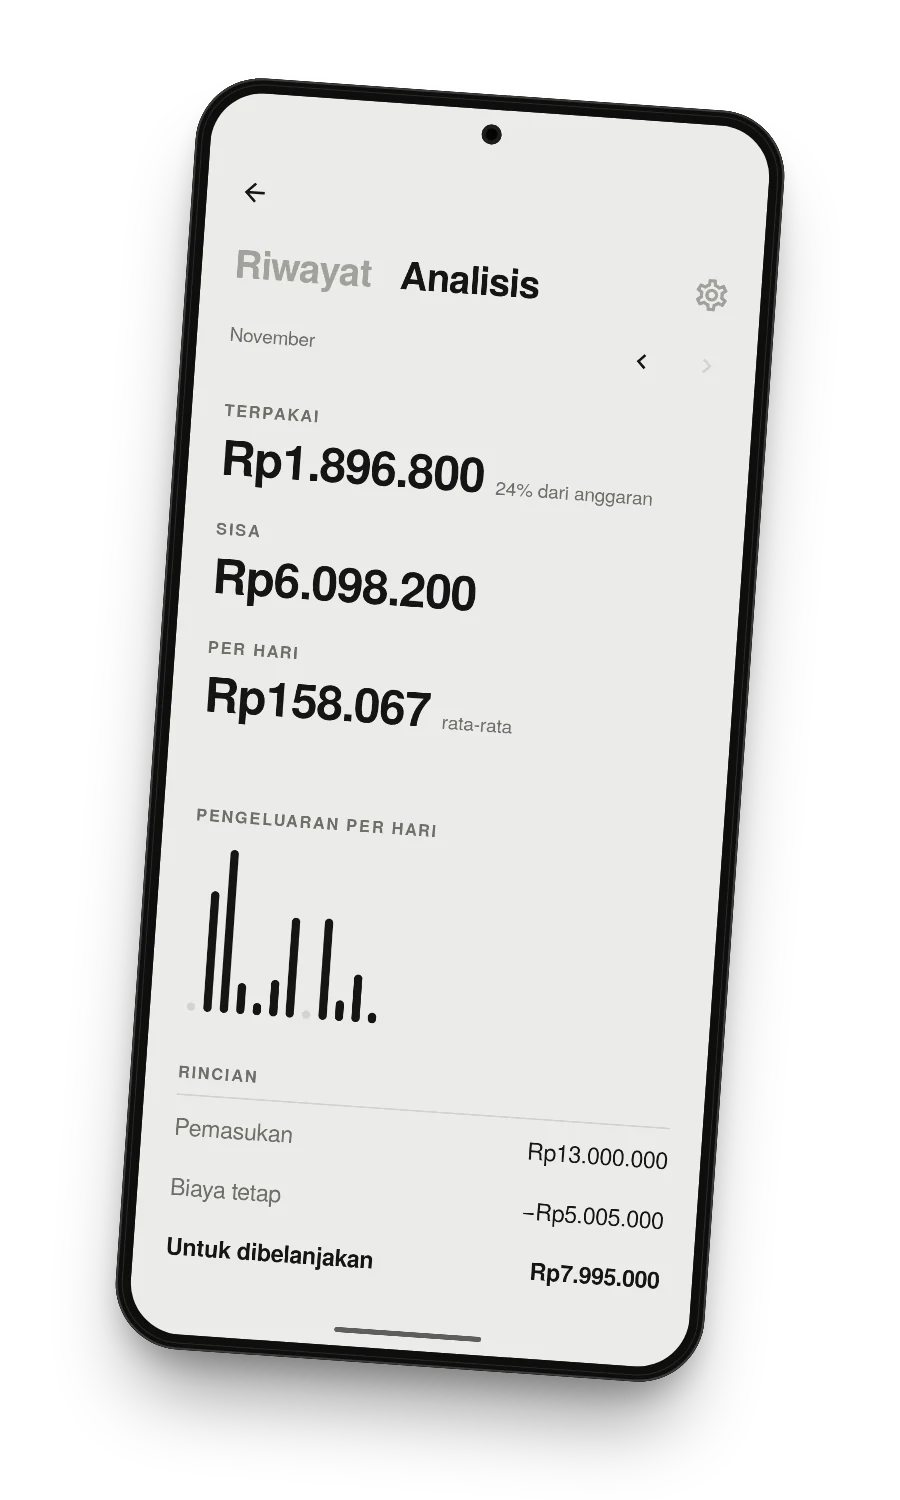 Riwayat Analisis
November
TERPAKAI
Rp1.896.800 24% dari anggaran
SISA
Rp6.098.200
PER HARI
Rp158.067 rata-rata
PENGELUARAN PER HARI
RINCIAN
Pemasukan Rp13.000.000
Biaya tetap −Rp5.005.000
Untuk dibelanjakan Rp7.995.000